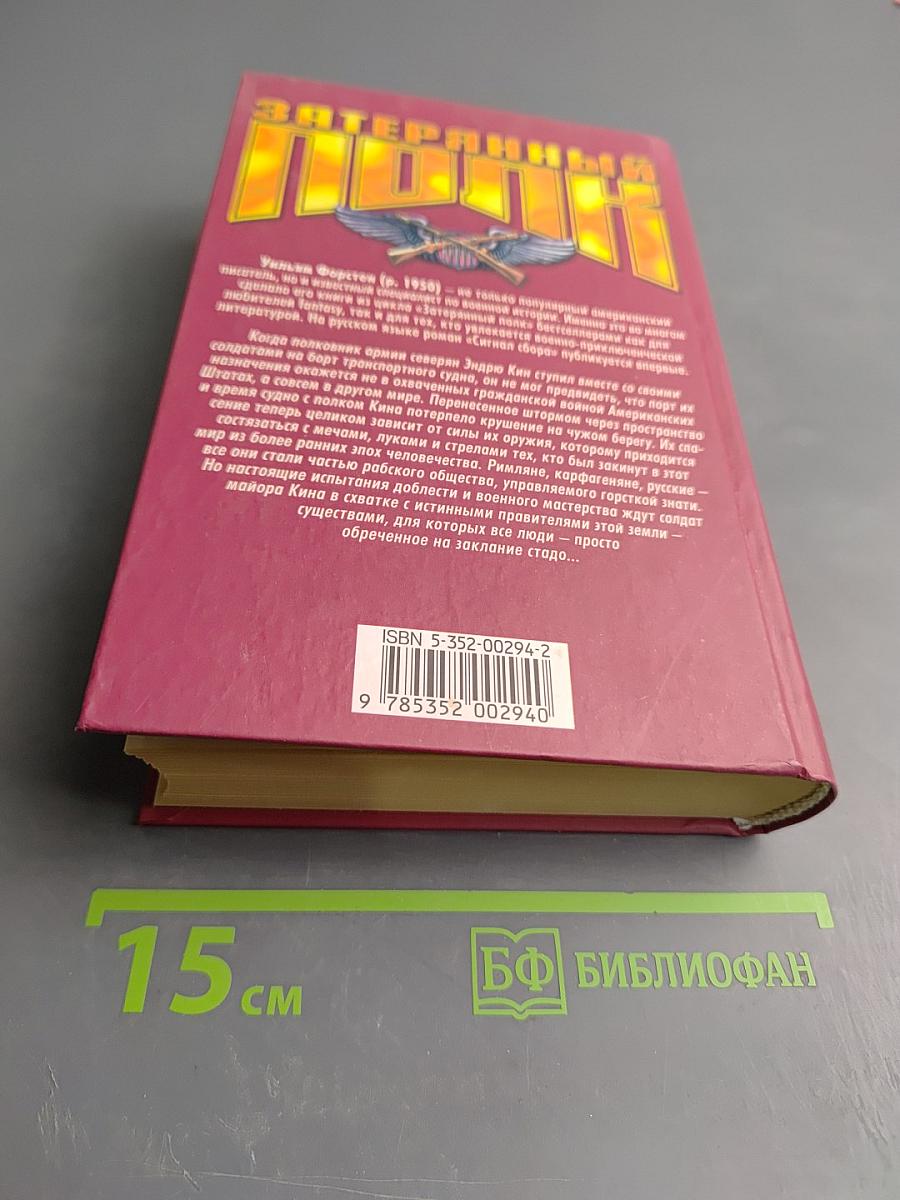 ЗАТЕРЯННЫЙ
ПОЛК
Уильям Форстен (р. 1950) — не только популярный американский
писатель, но и известный специалист по военной истории. Именно это во многом
сделало его книги из цикла «Затерянный полк» бестселлерами как для
любителей fantasy, так и для тех, кто увлекается военно-приключенческой
литературой. На русском языке роман «Сигнал сбора» публикуется впервые.
Когда полковник армии северян Эндрю Кин ступил вместе со своими
солдатами на борт транспортного судна, он не мог предвидеть, что порт их
назначения окажется не в охваченных гражданской войной Американских
Штатах, а совсем в другом мире. Перенесенное штормом через пространство
и время судно с полком Кина потерпело крушение на чужом берегу. Их спа-
сение теперь целиком зависит от силы их оружия, которому приходится
состязаться с мечами, луками и стрелами тех, кто был закинут в этот
мир из более ранних эпох человечества. Римляне, карфагеняне, русские —
все они стали частью рабского общества, управляемого горсткой знати.
Но настоящие испытания доблести и военного мастерства ждут солдат
майора Кина в схватке с истинными правителями этой земли —
существами, для которых все люди — просто
обреченное на заклание стадо...
ISBN 5-352-00294-2
9 785352 002940
15 см
БФ БИБЛИОФАН